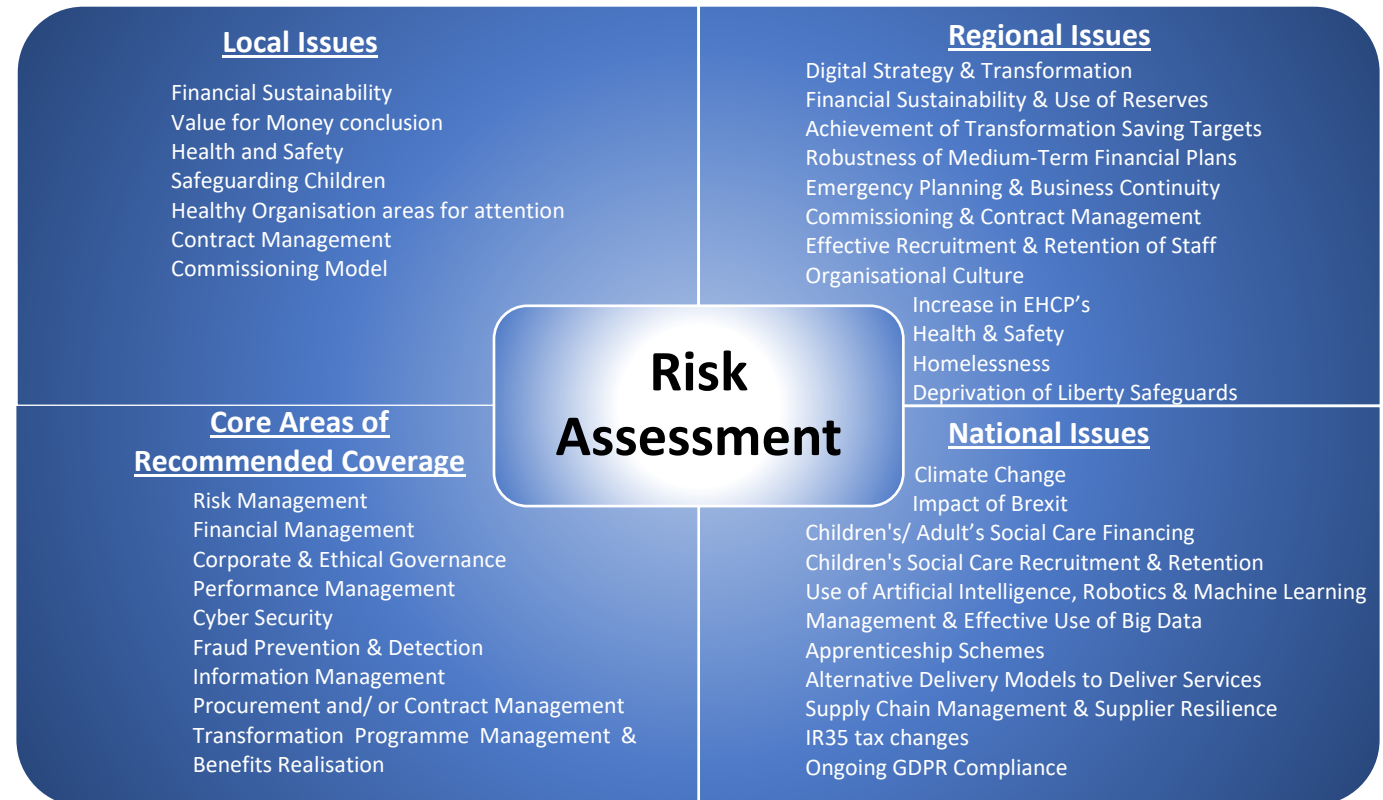 Local Issues
Financial Sustainability
Value for Money conclusion
Health and Safety
Safeguarding Children
Healthy Organisation areas for attention
Contract Management
Commissioning Model
Regional Issues
Digital Strategy & Transformation
Financial Sustainability & Use of Reserves
Achievement of Transformation Saving Targets
Robustness of Medium-Term Financial Plans
Emergency Planning & Business Continuity
Commissioning & Contract Management
Effective Recruitment & Retention of Staff
Organisational Culture
Increase in EHCP’s
Health & Safety
Homelessness
Deprivation of Liberty Safeguards
Risk
Assessment
Core Areas of
Recommended Coverage
Risk Management
Financial Management
Corporate & Ethical Governance
Performance Management
Cyber Security
Fraud Prevention & Detection
Information Management
Procurement and/ or Contract Management
Transformation Programme Management &
Benefits Realisation
National Issues
Climate Change
Impact of Brexit
Children's/ Adult’s Social Care Financing
Children's Social Care Recruitment & Retention
Use of Artificial Intelligence, Robotics & Machine Learning
Management & Effective Use of Big Data
Apprenticeship Schemes
Alternative Delivery Models to Deliver Services
Supply Chain Management & Supplier Resilience
IR35 tax changes
Ongoing GDPR Compliance